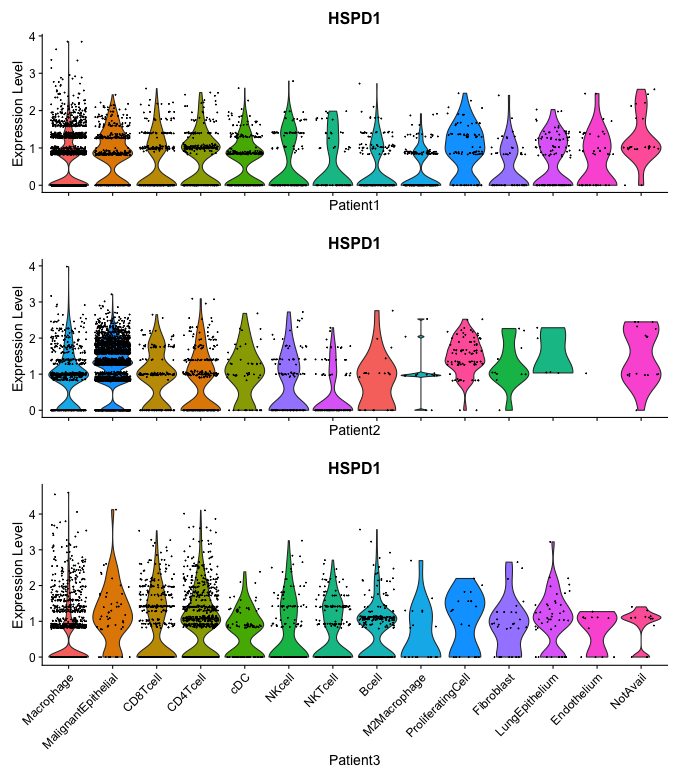 HSPD1
Expression Level
4
3
2
1
0
Patient1
HSPD1
Expression Level
4
3
2
1
0
Patient2
HSPD1
Expression Level
4
3
2
1
0
Macrophage
MalignantEpithelial
CD8Tcell
CD4Tcell
cDC
NKcell
NKTcell
Bcell
M2Macrophage
ProliferatingCell
Fibroblast
LungEpithelium
Endothelium
NotAvail
Patient3